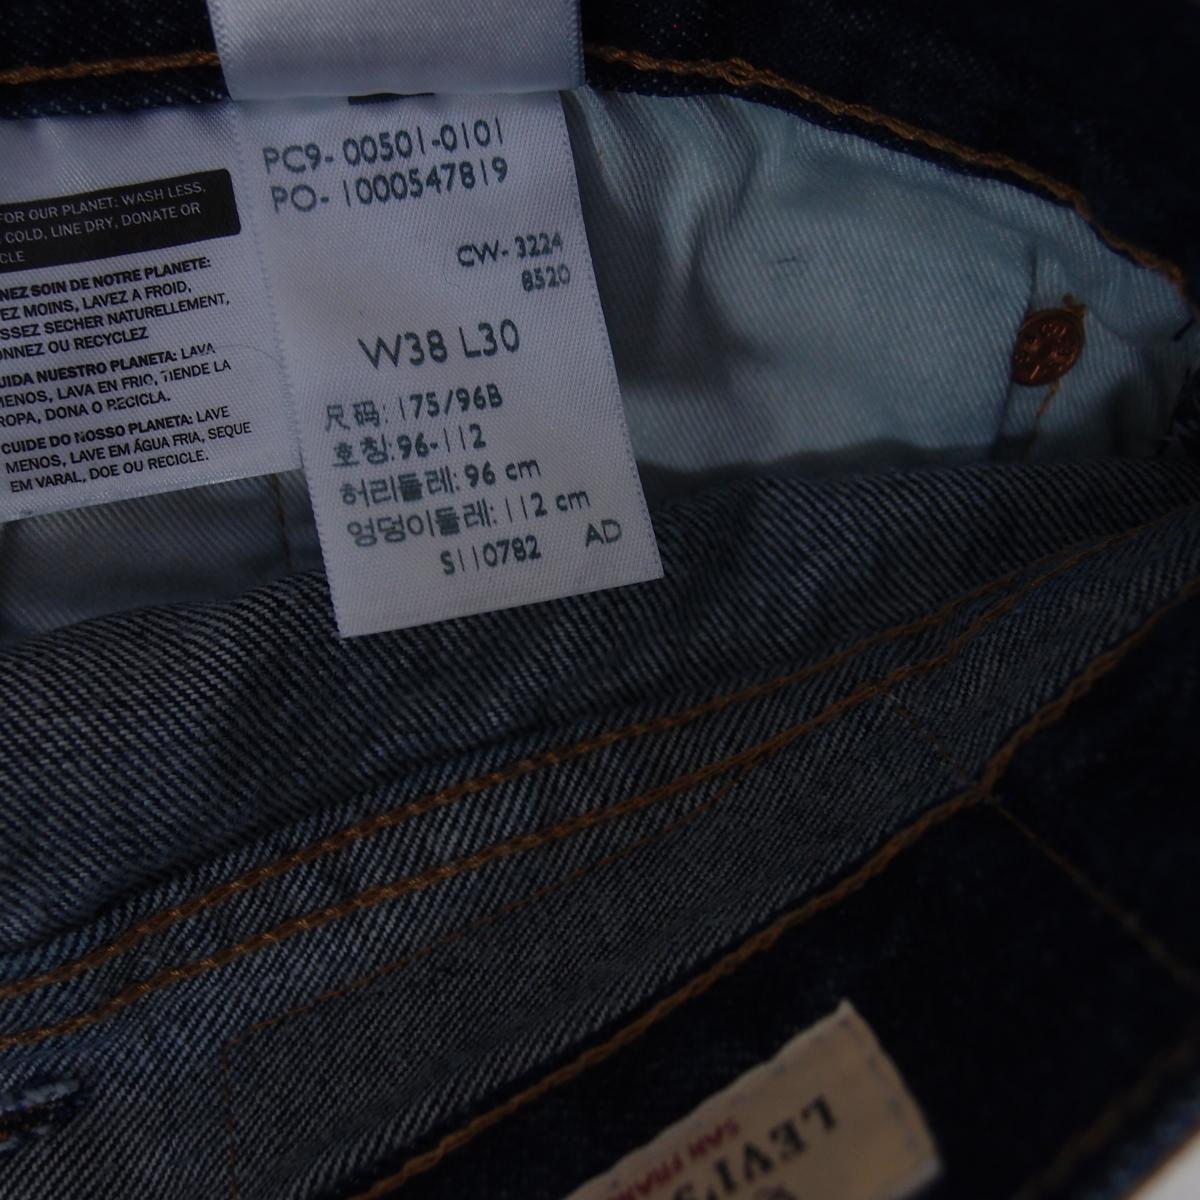 FOR OUR PLANET: WASH LESS,
COLD, LINE DRY, DONATE OR
CLE
NEZ SOIN DE NOTRE PLANETE:
EZ MOINS, LAVEZ A FROID,
SSEZ SECHER NATURELLEMENT,
ONNEZ OU RECYCLEZ
UIDA NUESTRO PLANETA: LAVA
MENOS, LAVA EN FRIO, TIENDE LA
ROPA, DONA O RECICLA.
CUIDE DO NOSSO PLANETA: LAVE
MENOS, LAVE EM ÁGUA FRIA, SEQUE
EM VARAL, DOE OU RECICLE.
PC9- 00501-0101
PO- 1000547819
CW- 3224
8520
W38 L30
尺码: 175/96B
호칭: 96-112
허리둘레: 96 cm
엉덩이둘레: 112 cm
S110782 AD
LEVI'S
SAN FRAN